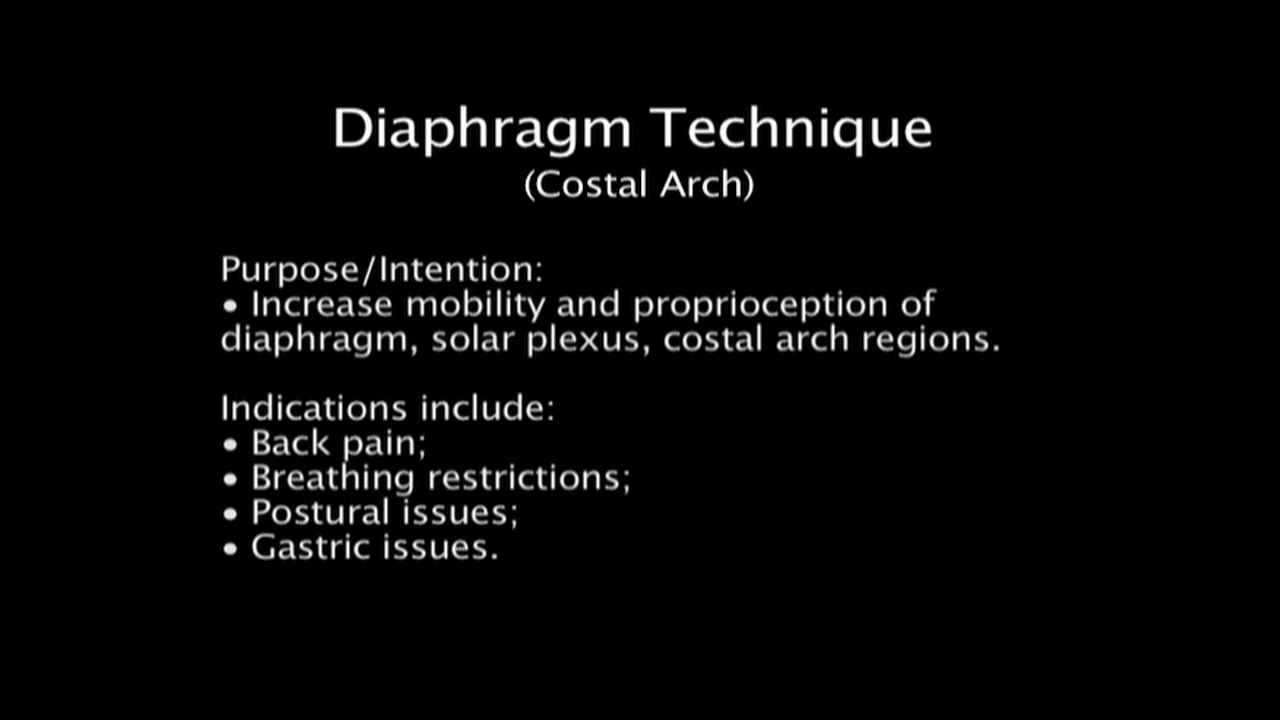 Diaphragm Technique
(Costal Arch)
Purpose/Intention:
• Increase mobility and proprioception of
diaphragm, solar plexus, costal arch regions.
Indications include:
• Back pain;
• Breathing restrictions;
• Postural issues;
• Gastric issues.